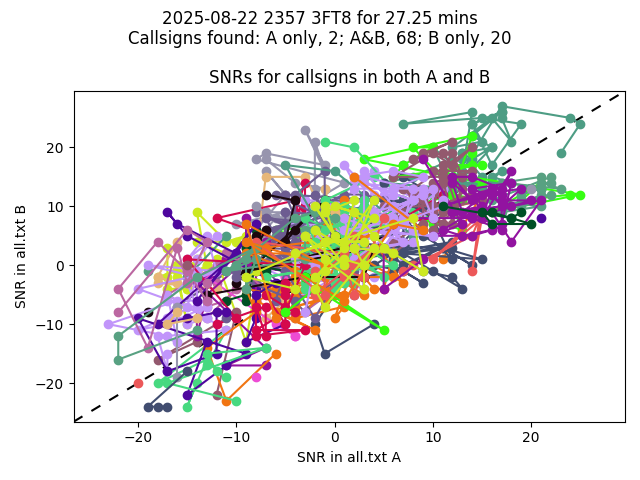 2025-08-22 2357 3FT8 for 27.25 mins
Callsigns found: A only, 2; A&B, 68; B only, 20
SNRs for callsigns in both A and B
20
10
0
−10
−20
SNR in all.txt B
−20 −10 0 10 20
SNR in all.txt A